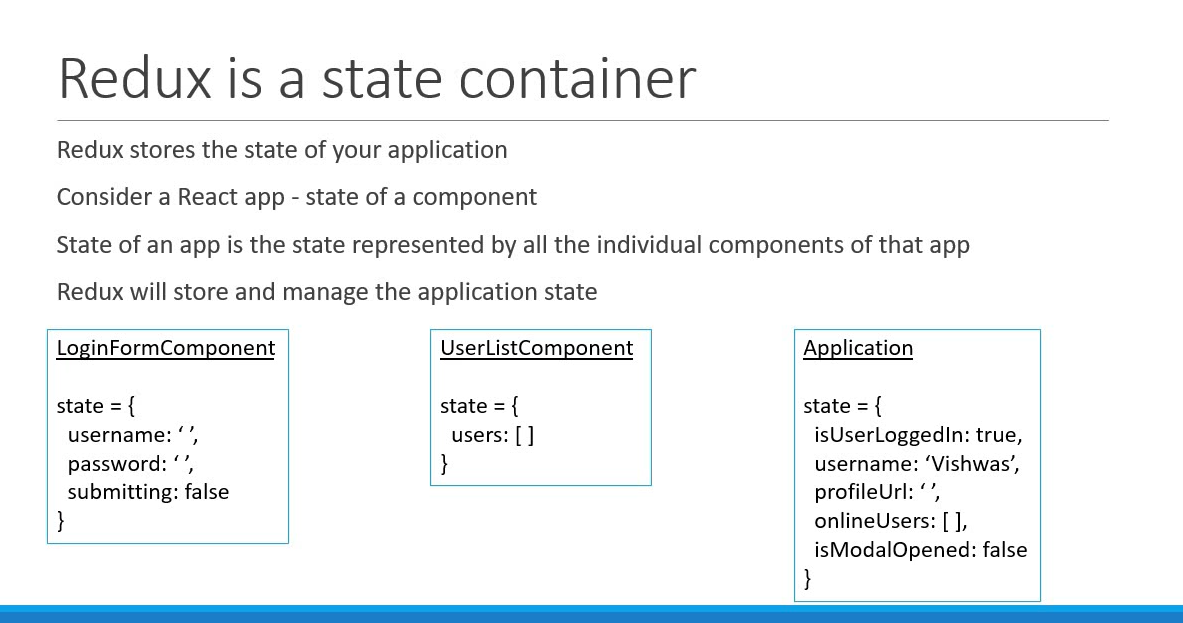 Redux is a state container
Redux stores the state of your application
Consider a React app - state of a component
State of an app is the state represented by all the individual components of that app
Redux will store and manage the application state
LoginFormComponent
state = {
username: ‘ ’,
password: ‘ ’,
submitting: false
}
UserListComponent
state = {
users: [ ]
}
Application
state = {
isUserLoggedIn: true,
username: ‘Vishwas’,
profileUrl: ‘ ’,
onlineUsers: [ ],
isModalOpened: false
}